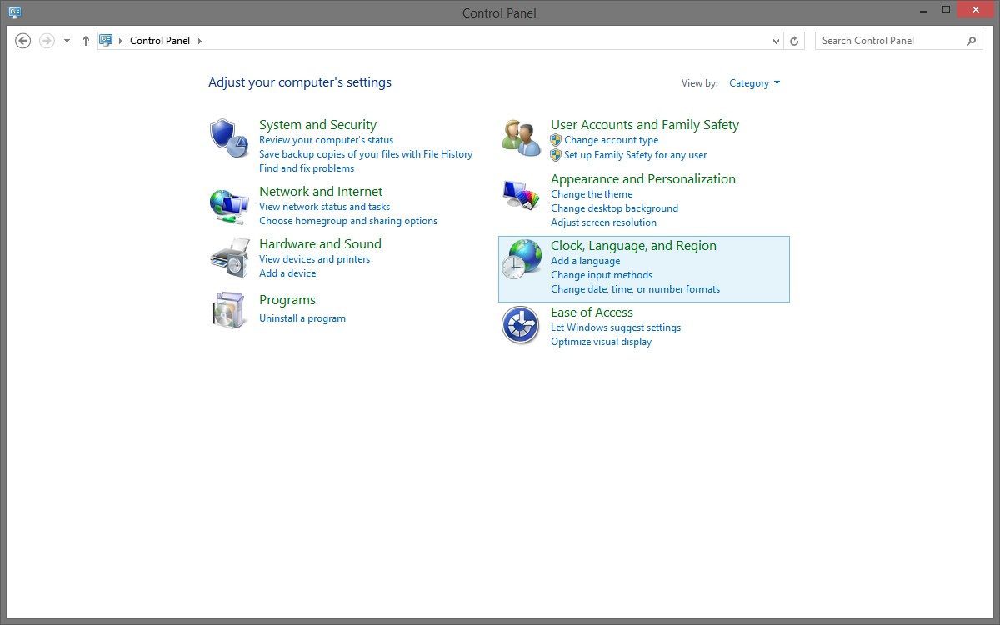 Control Panel
Control Panel
Search Control Panel
Adjust your computer's settings
View by: Category
System and Security
Review your computer's status
Save backup copies of your files with File History
Find and fix problems
Network and Internet
View network status and tasks
Choose homegroup and sharing options
Hardware and Sound
View devices and printers
Add a device
Programs
Uninstall a program
User Accounts and Family Safety
Change account type
Set up Family Safety for any user
Appearance and Personalization
Change the theme
Change desktop background
Adjust screen resolution
Clock, Language, and Region
Add a language
Change input methods
Change date, time, or number formats
Ease of Access
Let Windows suggest settings
Optimize visual display